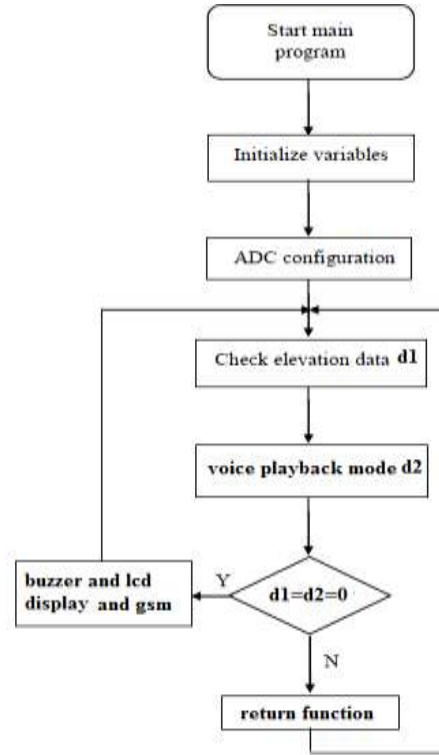 Start main
program
Initialize variables
ADC configuration
Check elevation data d1
voice playback mode d2
d1=d2=0
Y
buzzer and lcd
display and gsm
N
return function